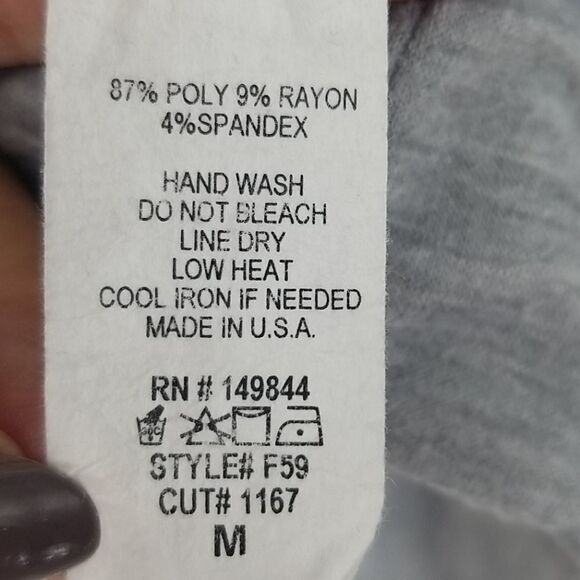 87% POLY 9% RAYON
4%SPANDEX
HAND WASH
DO NOT BLEACH
LINE DRY
LOW HEAT
COOL IRON IF NEEDED
MADE IN U.S.A.
RN # 149844
STYLE# F59
CUT# 1167
M